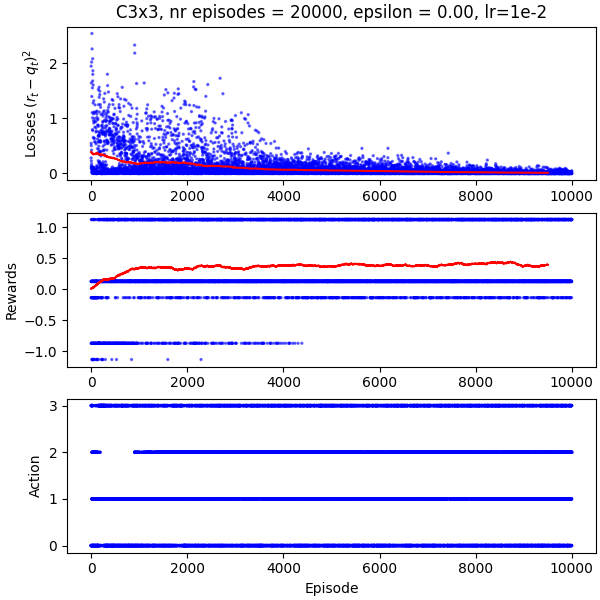 C3x3, nr episodes = 20000, epsilon = 0.00, lr=1e-2
Losses $(r_t - q_t)^2$
2
1
0
0 2000 4000 6000 8000 10000
Rewards
1.0
0.5
0.0
−0.5
−1.0
0 2000 4000 6000 8000 10000
Action
3
2
1
0
0 2000 4000 6000 8000 10000
Episode